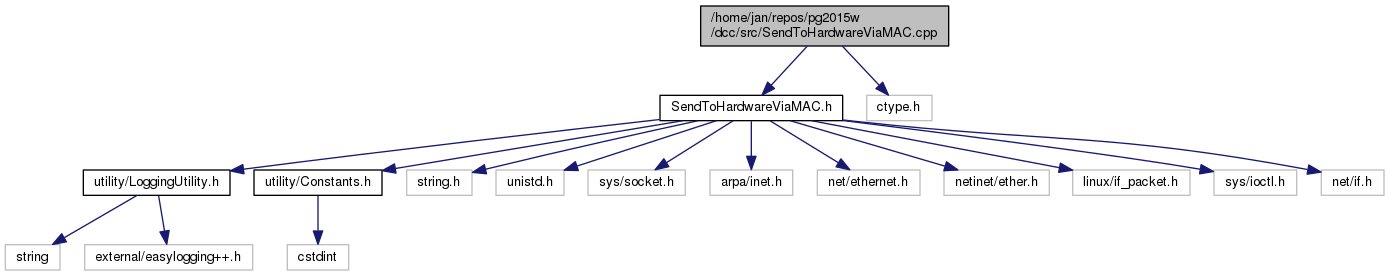 /home/jan/repos/pg2015w
/dcc/src/SendToHardwareViaMAC.cpp
SendToHardwareViaMAC.h
ctype.h
utility/LoggingUtility.h
utility/Constants.h
string.h
unistd.h
sys/socket.h
arpa/inet.h
net/ethernet.h
netinet/ether.h
linux/if_packet.h
sys/ioctl.h
net/if.h
string
external/easylogging++.h
cstdint